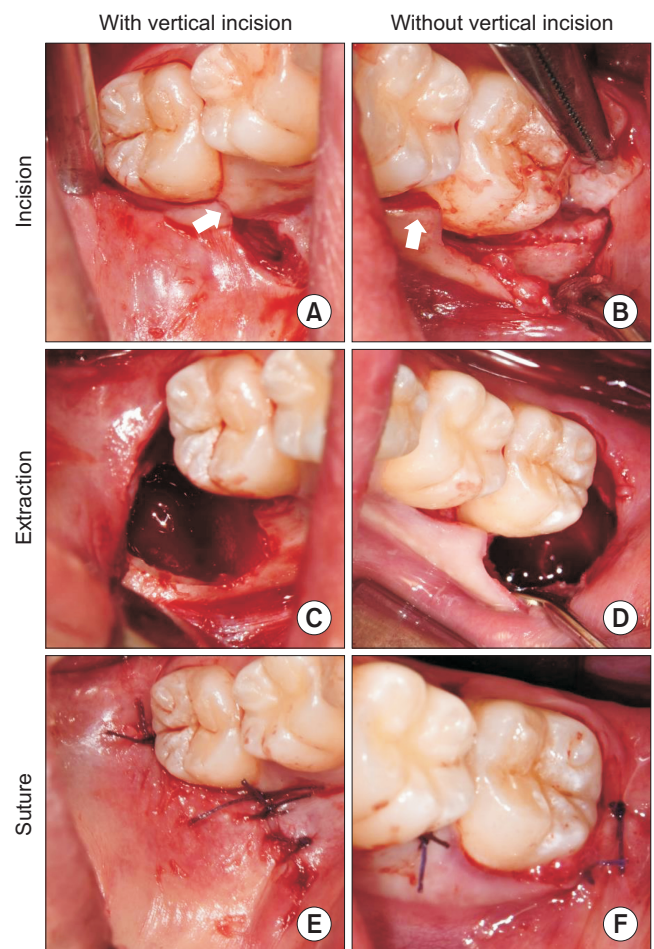 With vertical incision
Without vertical incision
Incision
A
B
Extraction
C
D
Suture
E
F